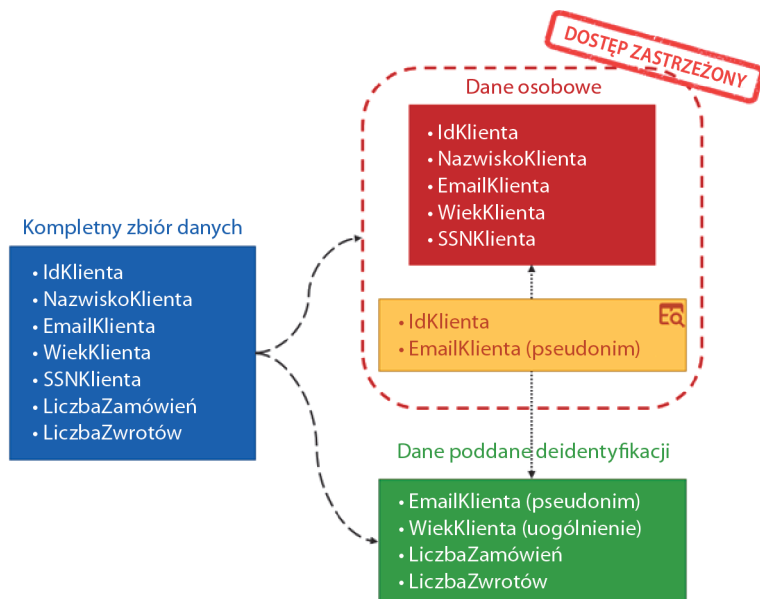 DOSTĘP ZASTRZEŻONY
Dane osobowe
• IdKlienta
• NazwiskoKlienta
• EmailKlienta
• WiekKlienta
• SSNKlienta
Kompletny zbiór danych
• IdKlienta
• NazwiskoKlienta
• EmailKlienta
• WiekKlienta
• SSNKlienta
• LiczbaZamówień
• LiczbaZwrotów
• IdKlienta
• EmailKlienta (pseudonim)
Dane poddane deidentyfikacji
• EmailKlienta (pseudonim)
• WiekKlienta (uogólnienie)
• LiczbaZamówień
• LiczbaZwrotów